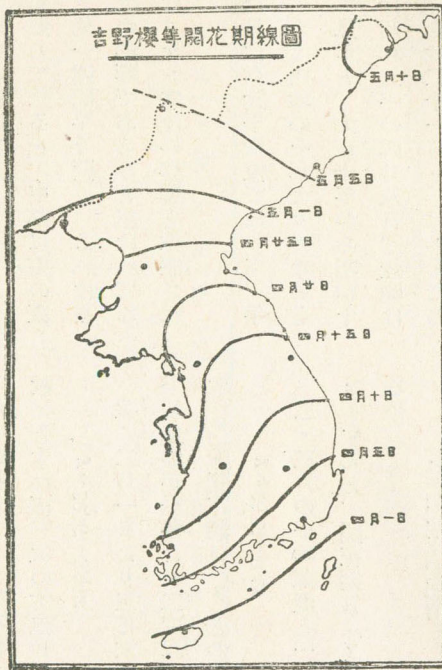 吉野櫻等開花期線圖
五月十日
五月五日
五月一日
四月廿五日
四月廿日
四月十五日
四月十日
四月五日
四月一日